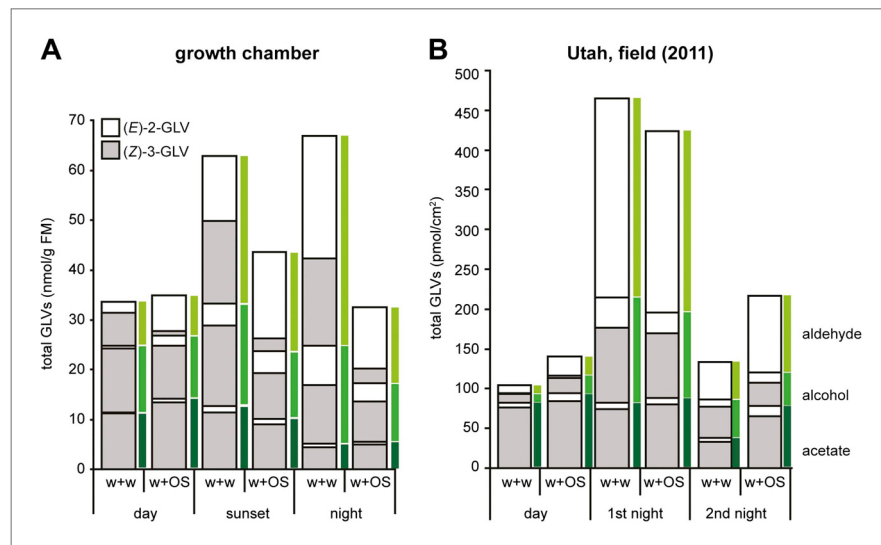 A
growth chamber
70
60
50
40
30
20
10
0
total GLVs (nmol/g FM)
(E)-2-GLV
(Z)-3-GLV
w+w w+OS w+w w+OS w+w w+OS
day sunset night
B
Utah, field (2011)
500
450
400
350
300
250
200
150
100
50
0
total GLVs (pmol/cm²)
aldehyde
alcohol
acetate
w+w w+OS w+w w+OS w+w w+OS
day 1st night 2nd night